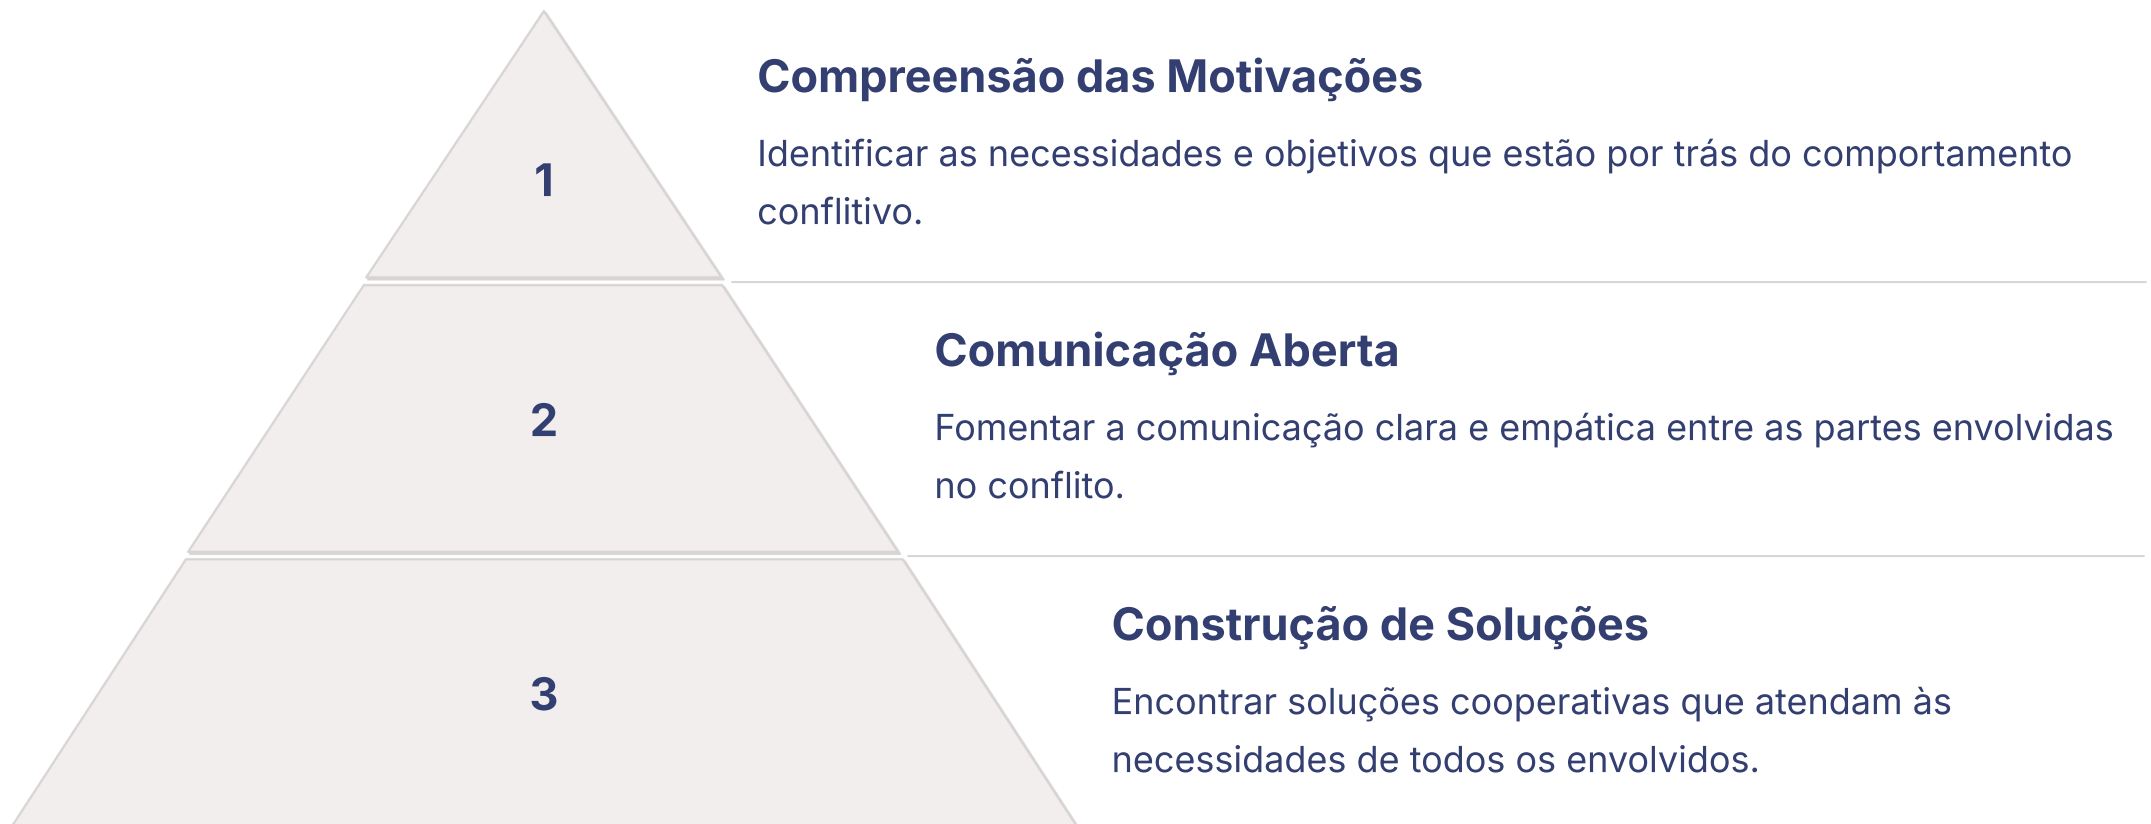 Compreensão das Motivações
1
Identificar as necessidades e objetivos que estão por trás do comportamento
conflitivo.
Comunicação Aberta
2
Fomentar a comunicação clara e empática entre as partes envolvidas
no conflito.
Construção de Soluções
3
Encontrar soluções cooperativas que atendam às
necessidades de todos os envolvidos.